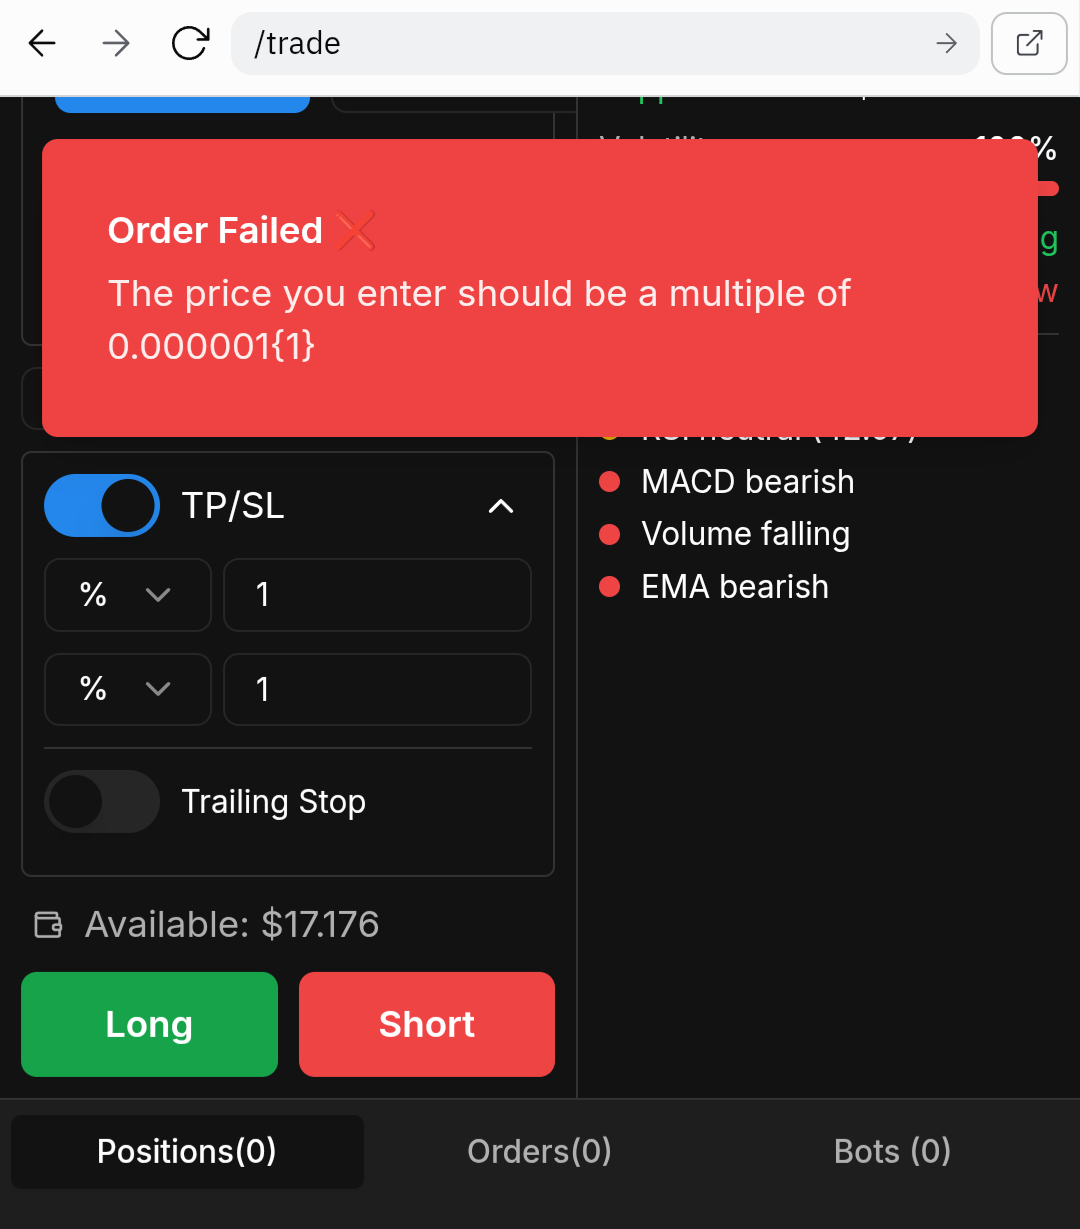 /trade
Order Failed ❌
The price you enter should be a multiple of
0.000001{1}
TP/SL
% 1
% 1
Trailing Stop
Available: $17.176
Long
Short
MACD bearish
Volume falling
EMA bearish
Positions(0)
Orders(0)
Bots (0)